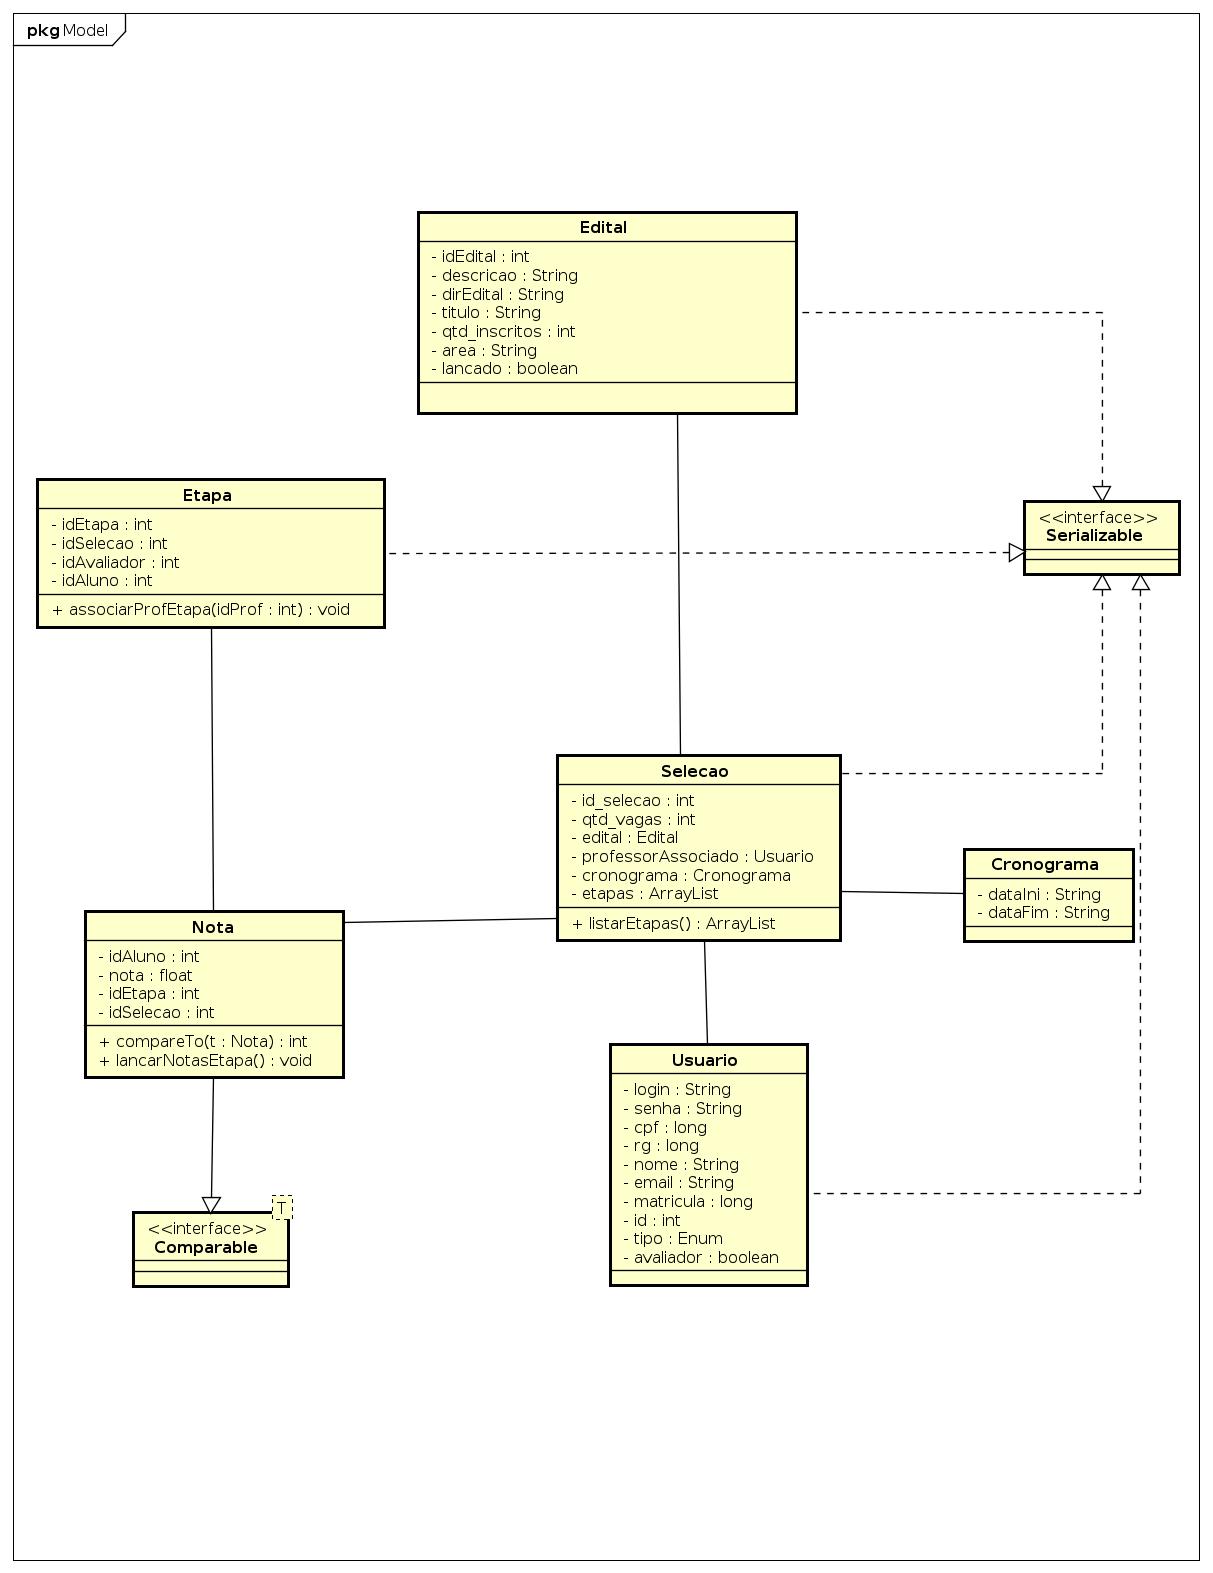 pkg Model
Edital
- idEdital : int
- descricao : String
- dirEdital : String
- titulo : String
- qtd_inscritos : int
- area : String
- lancado : boolean
Etapa
- idEtapa : int
- idSelecao : int
- idAvaliador : int
- idAluno : int
+ associarProfEtapa(idProf : int) : void
<<interface>>
Serializable
Selecao
- id_selecao : int
- qtd_vagas : int
- edital : Edital
- professorAssociado : Usuario
- cronograma : Cronograma
- etapas : ArrayList
+ listarEtapas() : ArrayList
Cronograma
- dataIni : String
- dataFim : String
Nota
- idAluno : int
- nota : float
- idEtapa : int
- idSelecao : int
+ compareTo(t : Nota) : int
+ lancarNotasEtapa() : void
Usuario
- login : String
- senha : String
- cpf : long
- rg : long
- nome : String
- email : String
- matricula : long
- id : int
- tipo : Enum
- avaliador : boolean
T
<<interface>>
Comparable